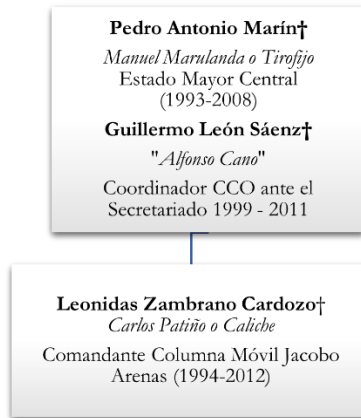 Pedro Antonio Marín†
Manuel Marulanda o Tirofijo
Estado Mayor Central
(1993-2008)
Guillermo León Sáenz†
"Alfonso Cano"
Coordinador CCO ante el
Secretariado 1999 - 2011
Leonidas Zambrano Cardozo†
Carlos Patiño o Caliche
Comandante Columna Móvil Jacobo
Arenas (1994-2012)